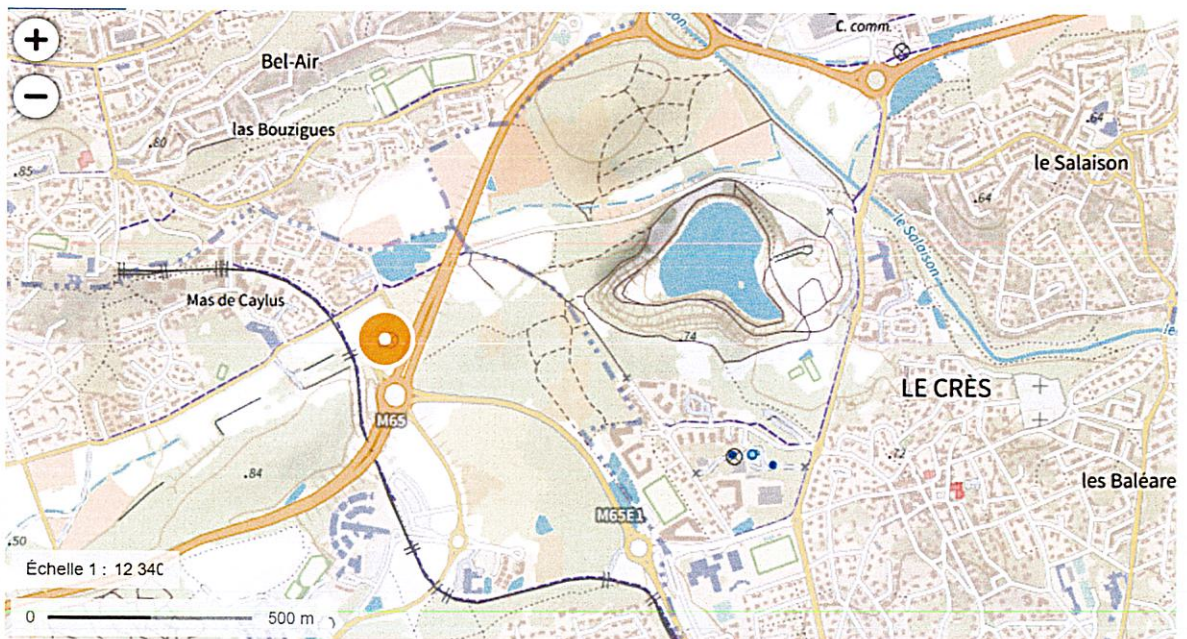 +
−
C. comm.
Bel-Air
las Bouzigues
.80
.85
.64
le Salaison
.64
le Salaison
Mas de Caylus
.74
LE CRÈS
M65
.84
.72
les Baléare
M65E1
.50
Échelle 1 : 12 340
0
500 m